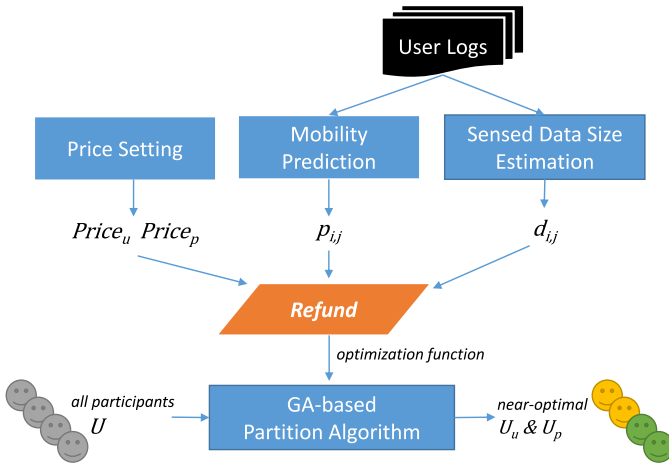 User Logs
Price Setting
Mobility
Prediction
Sensed Data Size
Estimation
Price_u Price_p
p_i,j
d_i,j
Refund
optimization function
all participants
U
GA-based
Partition Algorithm
near-optimal
U_u & U_p